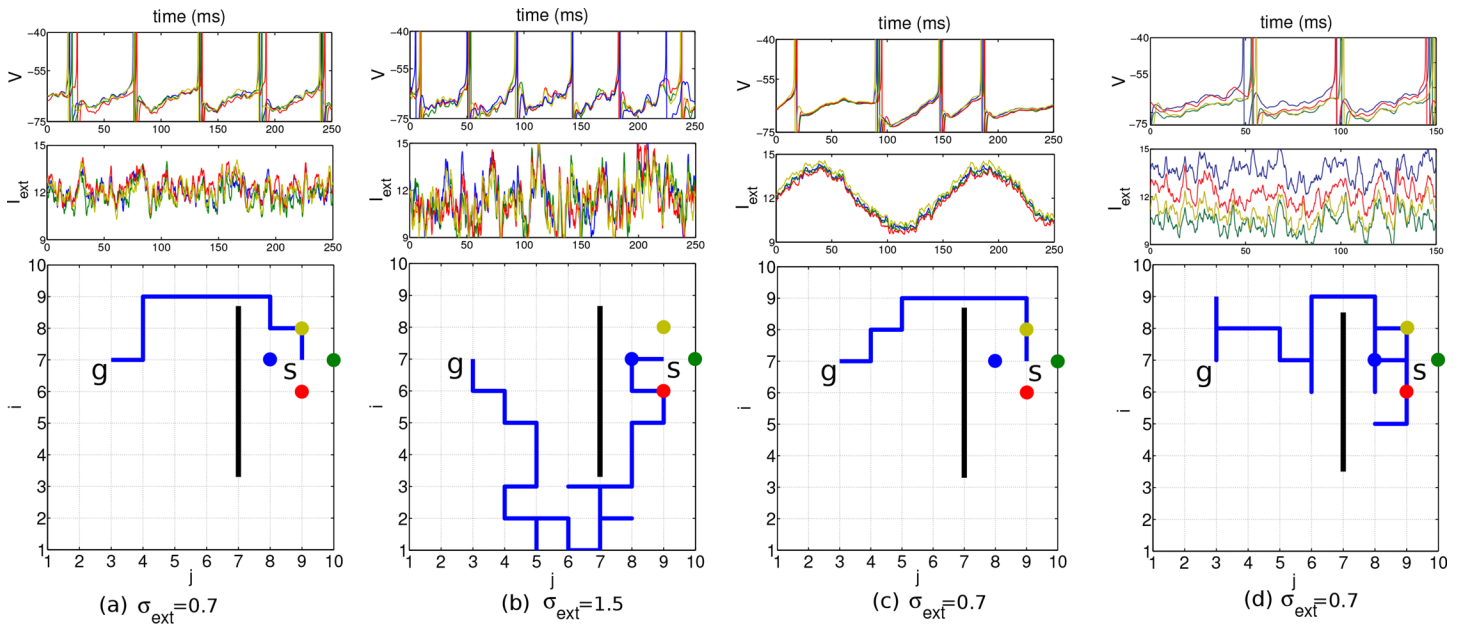 time (ms)
time (ms)
time (ms)
time (ms)
−40
−55
−75
V
0 50 100 150 200 250
−40
−55
−75
V
0 50 100 150 200 250
−40
−55
−75
V
0 50 100 150 200 250
−40
−55
−75
V
0 50 100 150
15
12
9
I_ext
0 50 100 150 200 250
15
12
9
I_ext
0 50 100 150 200 250
15
12
9
I_ext
0 50 100 150 200 250
15
12
9
I_ext
0 50 100 150
10
9
8
7
6
5
4
3
2
1
i
g
s
1 2 3 4 5 6 7 8 9 10
j
10
9
8
7
6
5
4
3
2
1
i
g
s
1 2 3 4 5 6 7 8 9 10
j
10
9
8
7
6
5
4
3
2
1
i
g
s
1 2 3 4 5 6 7 8 9 10
j
10
9
8
7
6
5
4
3
2
1
i
g
s
1 2 3 4 5 6 7 8 9 10
j
(a) σ_ext=0.7
(b) σ_ext=1.5
(c) σ_ext=0.7
(d) σ_ext=0.7